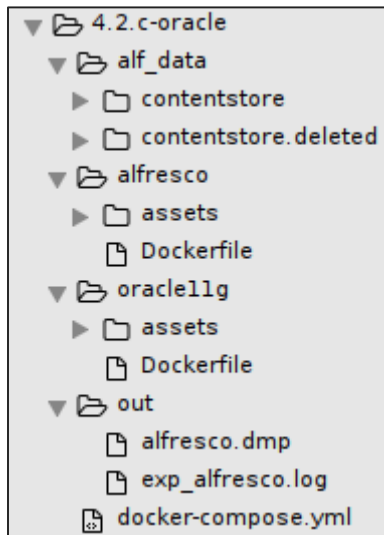 4.2.c-oracle
alf_data
contentstore
contentstore.deleted
alfresco
assets
Dockerfile
oracle11g
assets
Dockerfile
out
alfresco.dmp
exp_alfresco.log
docker-compose.yml